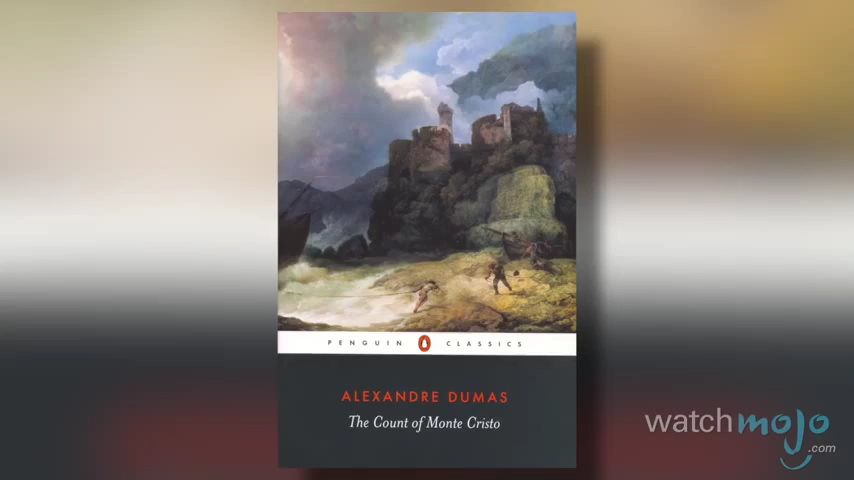 PENGUIN CLASSICS
ALEXANDRE DUMAS
The Count of Monte Cristo
watchmojo
.com